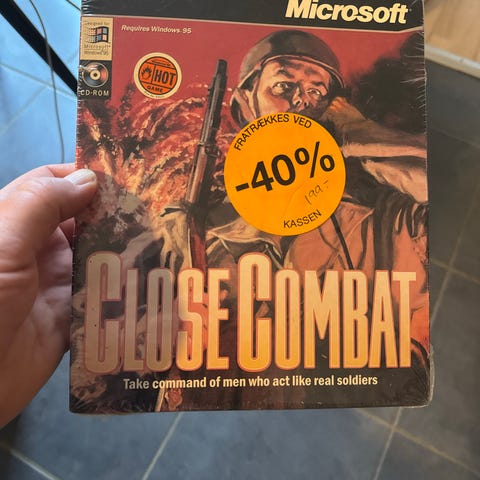 Microsoft
Requires Windows 95
Designed for
Microsoft
Windows 95
CD-ROM
HOT
GAME
FRATRÆKKES VED
-40%
199.-
KASSEN
CLOSE COMBAT
Take command of men who act like real soldiers